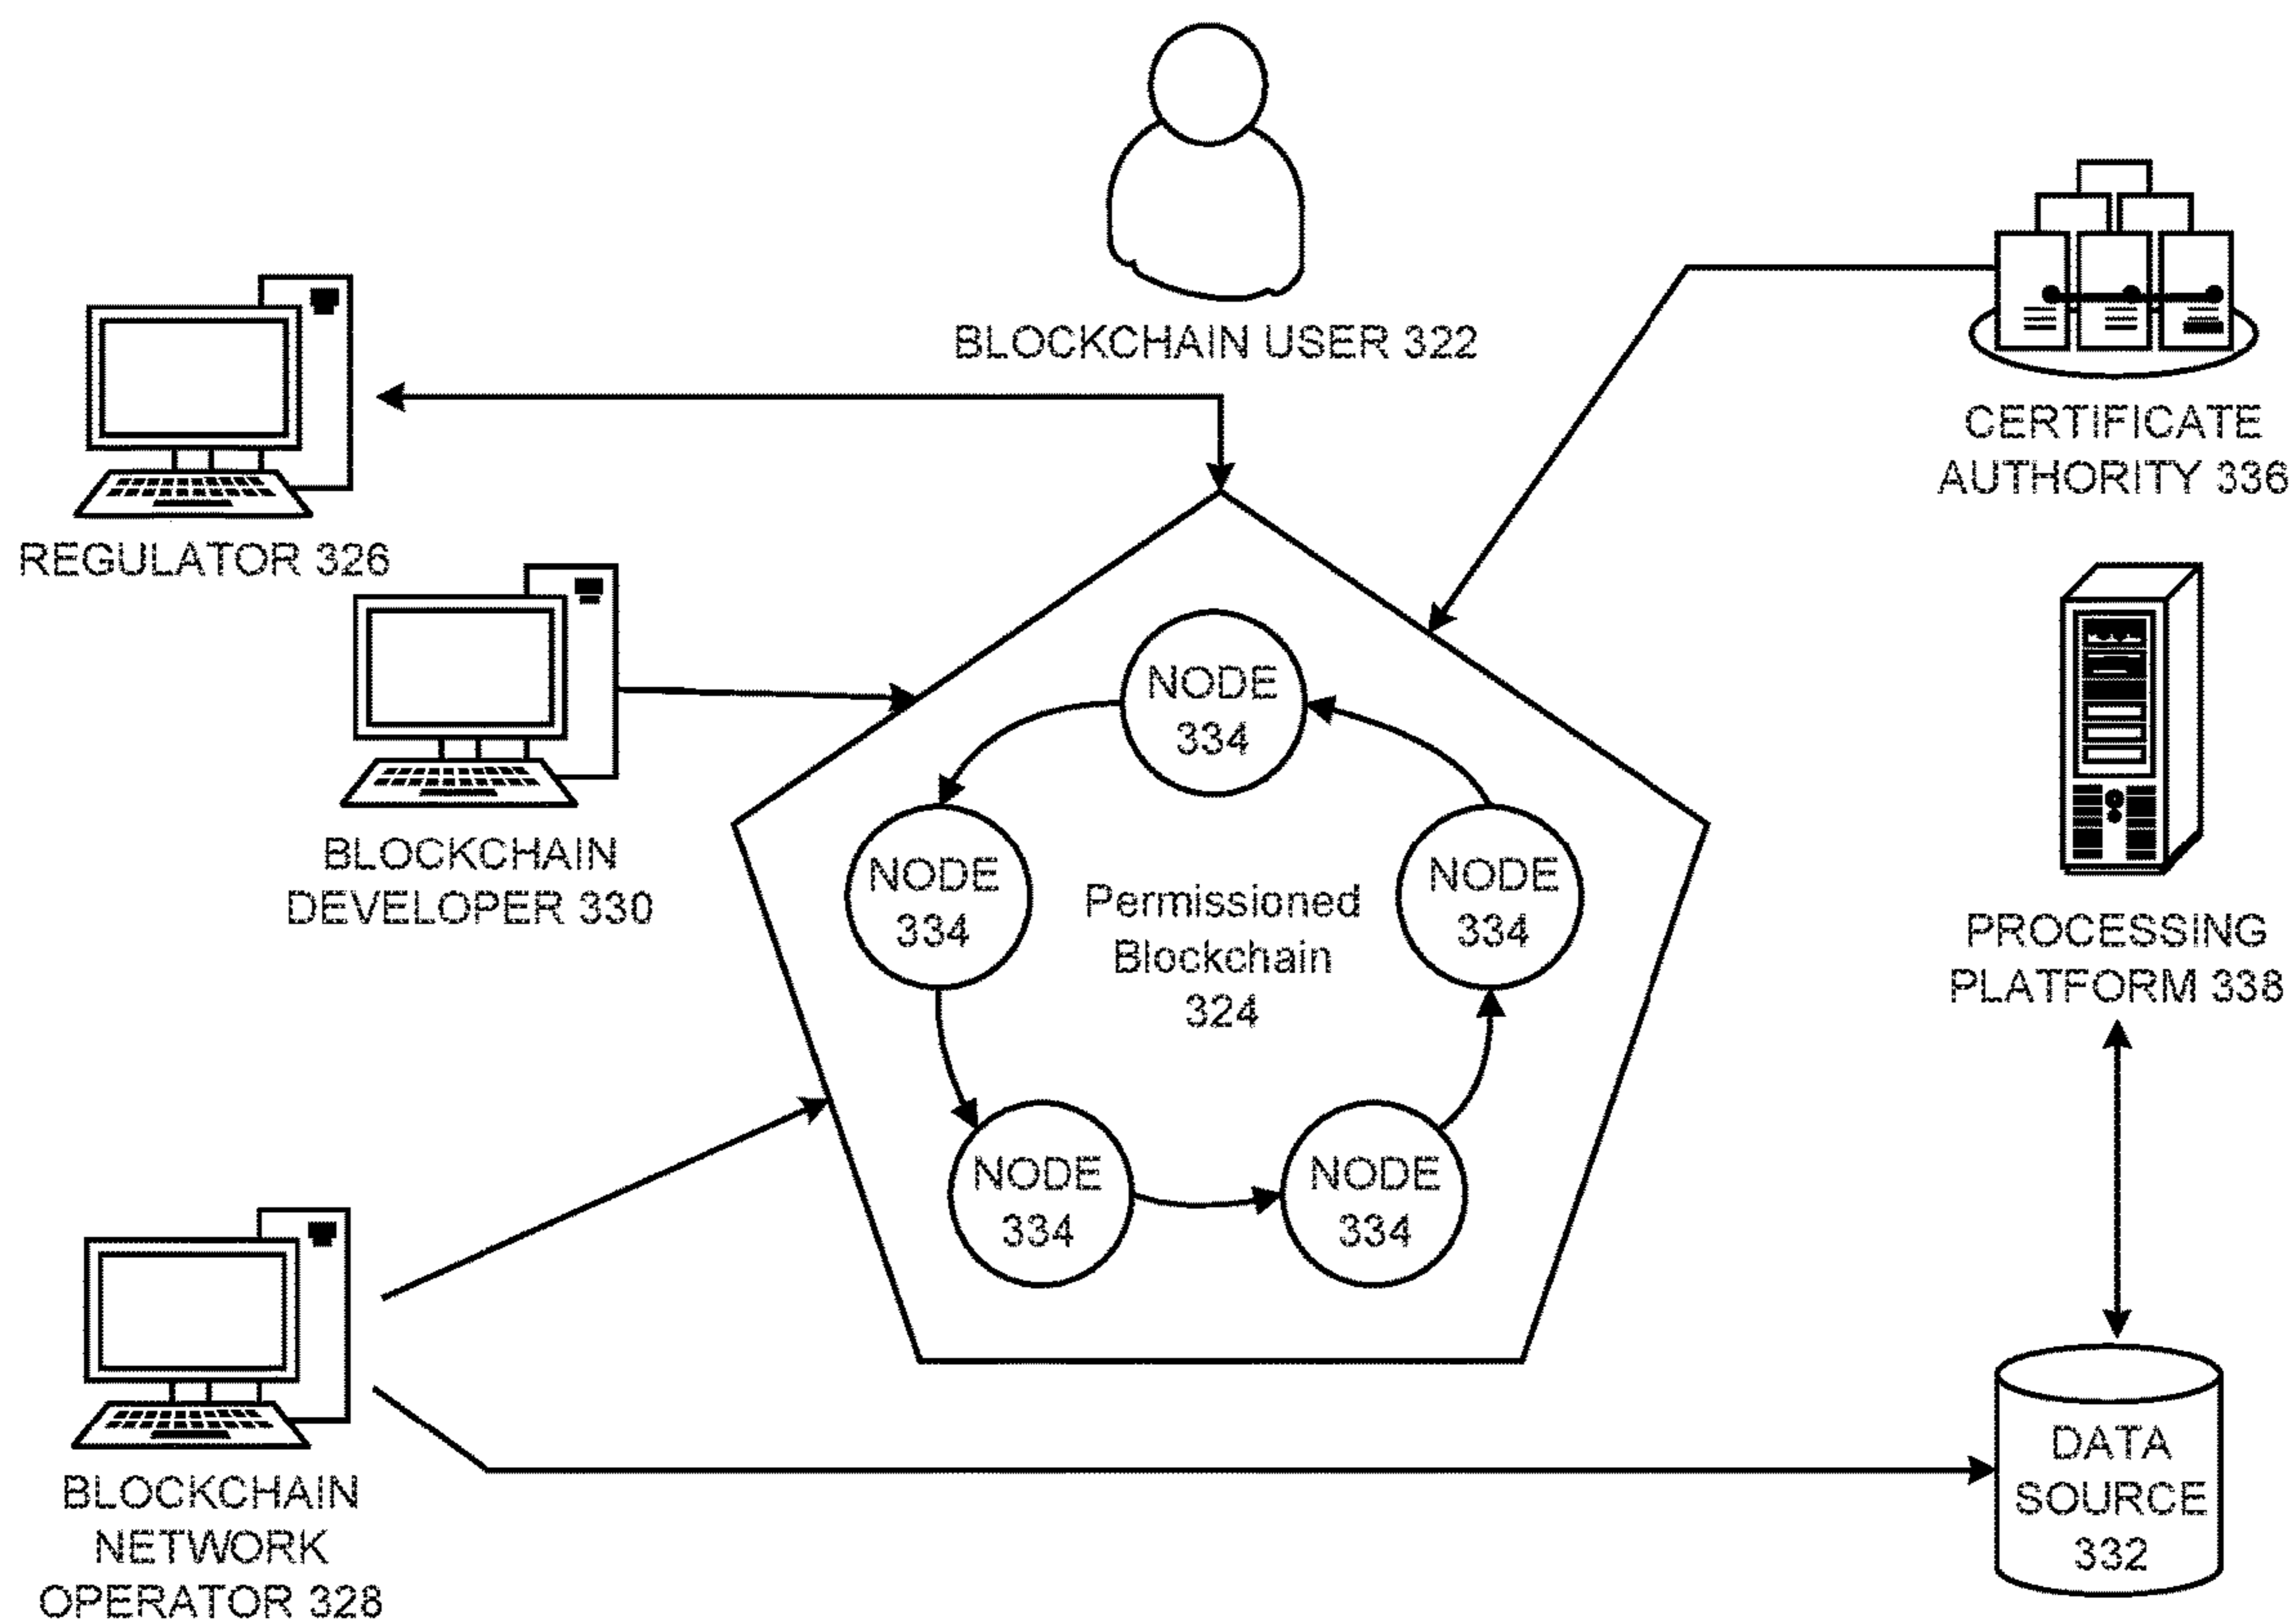 BLOCKCHAIN USER 322
CERTIFICATE
AUTHORITY 336
REGULATOR 326
BLOCKCHAIN
DEVELOPER 330
NODE
334
NODE
334
Permissioned
Blockchain
324
NODE
334
PROCESSING
PLATFORM 338
NODE
334
NODE
334
BLOCKCHAIN
NETWORK
OPERATOR 328
DATA
SOURCE
332